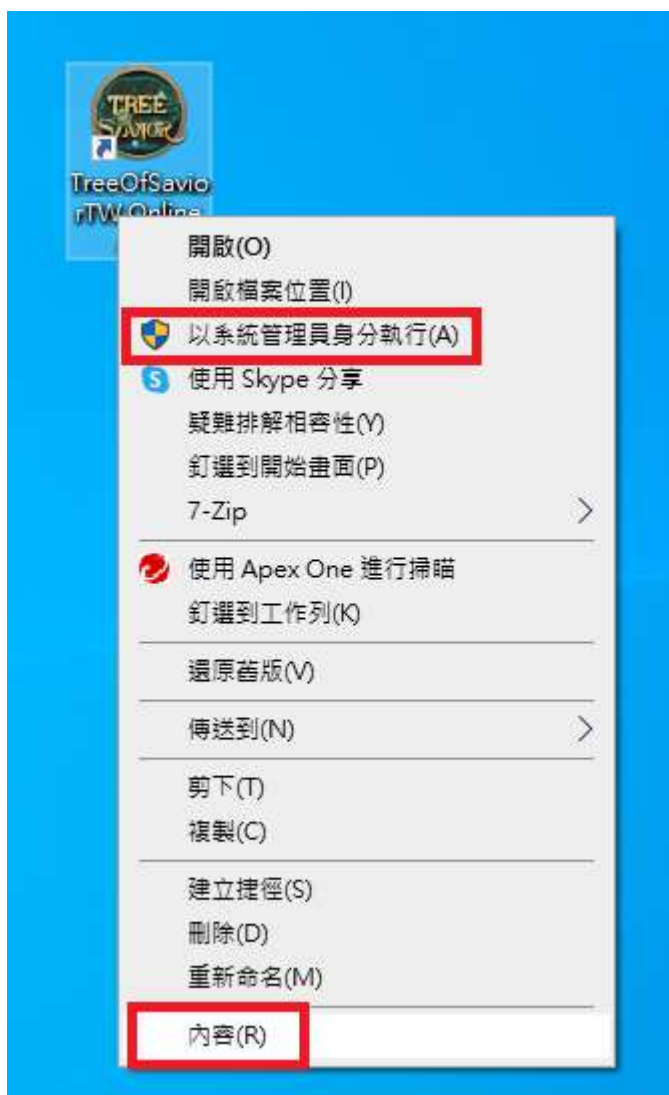 TREE
SAVIOR
TreeOfSavio
rTW Online
開啟(O)
開啟檔案位置(I)
以系統管理員身分執行(A)
使用 Skype 分享
疑難排解相容性(Y)
釘選到開始畫面(P)
7-Zip
使用 Apex One 進行掃瞄
釘選到工作列(K)
還原舊版(V)
傳送到(N)
剪下(T)
複製(C)
建立捷徑(S)
刪除(D)
重新命名(M)
內容(R)